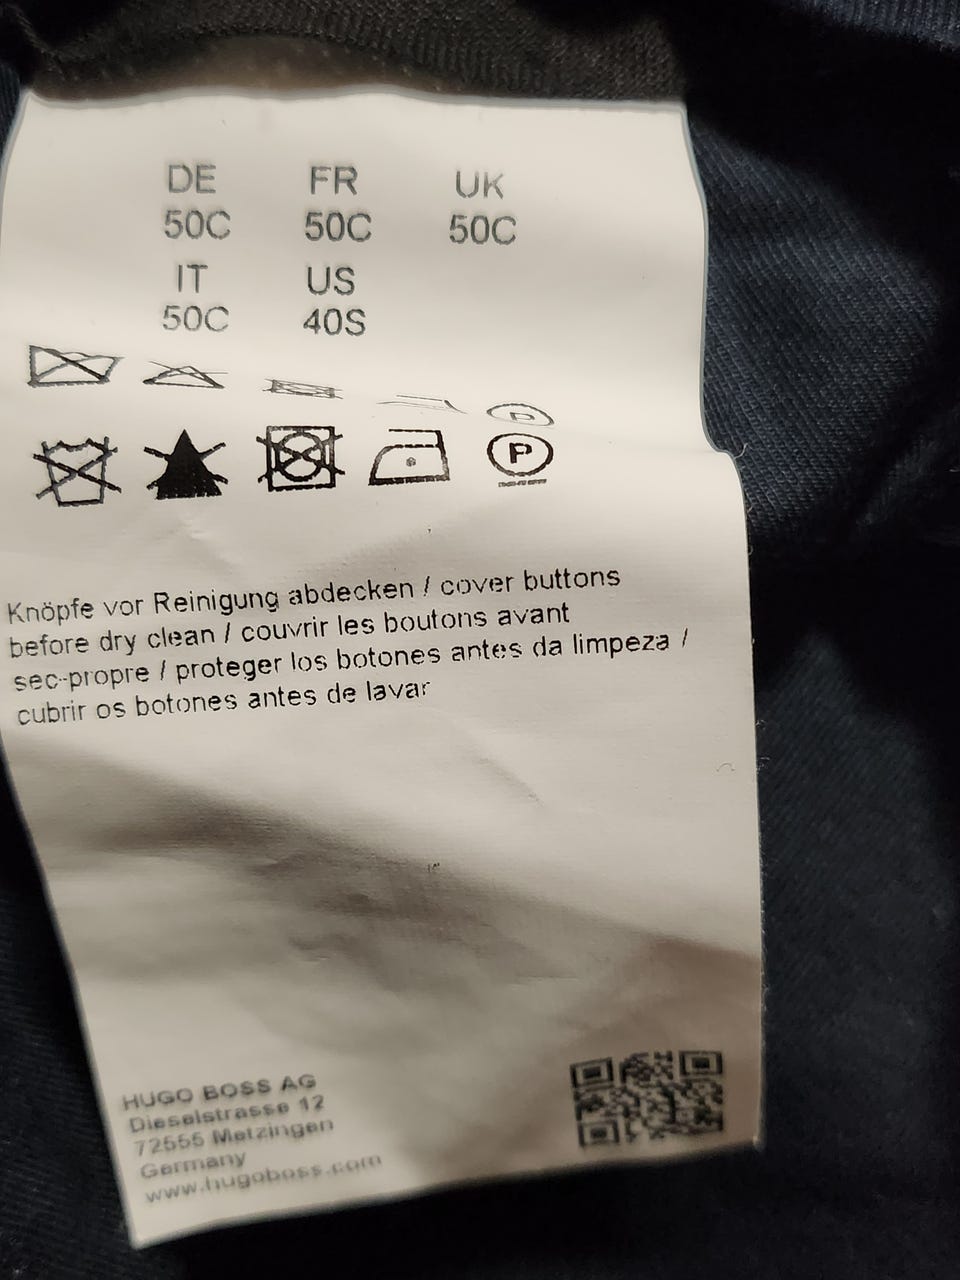 DE FR UK
50C 50C 50C
IT US
50C 40S
P
P
Knöpfe vor Reinigung abdecken / cover buttons
before dry clean / couvrir les boutons avant
sec-propre / proteger los botones antes da limpeza /
cubrir os botones antes de lavar
HUGO BOSS AG
Dieselstrasse 12
72555 Metzingen
Germany
www.hugoboss.com